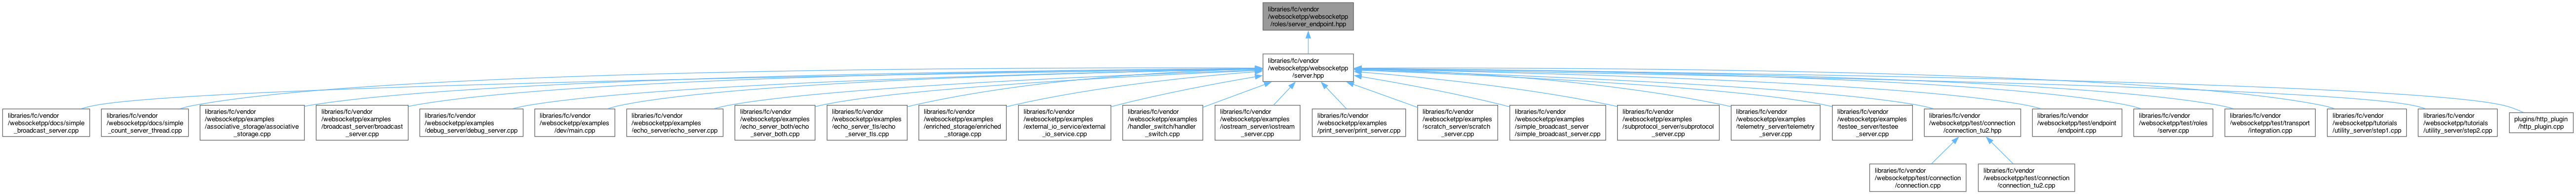 libraries/fc/vendor
/websocketpp/websocketpp
/roles/server_endpoint.hpp
libraries/fc/vendor
/websocketpp/websocketpp
/server.hpp
libraries/fc/vendor
/websocketpp/docs/simple
_broadcast_server.cpp
libraries/fc/vendor
/websocketpp/docs/simple
_count_server_thread.cpp
libraries/fc/vendor
/websocketpp/examples
/associative_storage/associative
_storage.cpp
libraries/fc/vendor
/websocketpp/examples
/broadcast_server/broadcast
_server.cpp
libraries/fc/vendor
/websocketpp/examples
/debug_server/debug_server.cpp
libraries/fc/vendor
/websocketpp/examples
/dev/main.cpp
libraries/fc/vendor
/websocketpp/examples
/echo_server/echo_server.cpp
libraries/fc/vendor
/websocketpp/examples
/echo_server_both/echo
_server_both.cpp
libraries/fc/vendor
/websocketpp/examples
/echo_server_tls/echo
_server_tls.cpp
libraries/fc/vendor
/websocketpp/examples
/enriched_storage/enriched
_storage.cpp
libraries/fc/vendor
/websocketpp/examples
/external_io_service/external
_io_service.cpp
libraries/fc/vendor
/websocketpp/examples
/handler_switch/handler
_switch.cpp
libraries/fc/vendor
/websocketpp/examples
/iostream_server/iostream
_server.cpp
libraries/fc/vendor
/websocketpp/examples
/print_server/print_server.cpp
libraries/fc/vendor
/websocketpp/examples
/scratch_server/scratch
_server.cpp
libraries/fc/vendor
/websocketpp/examples
/simple_broadcast_server
/simple_broadcast_server.cpp
libraries/fc/vendor
/websocketpp/examples
/subprotocol_server/subprotocol
_server.cpp
libraries/fc/vendor
/websocketpp/examples
/telemetry_server/telemetry
_server.cpp
libraries/fc/vendor
/websocketpp/examples
/testee_server/testee
_server.cpp
libraries/fc/vendor
/websocketpp/test/connection
/connection_tu2.hpp
libraries/fc/vendor
/websocketpp/test/endpoint
/endpoint.cpp
libraries/fc/vendor
/websocketpp/test/roles
/server.cpp
libraries/fc/vendor
/websocketpp/test/transport
/integration.cpp
libraries/fc/vendor
/websocketpp/tutorials
/utility_server/step1.cpp
libraries/fc/vendor
/websocketpp/tutorials
/utility_server/step2.cpp
plugins/http_plugin
/http_plugin.cpp
libraries/fc/vendor
/websocketpp/test/connection
/connection.cpp
libraries/fc/vendor
/websocketpp/test/connection
/connection_tu2.cpp